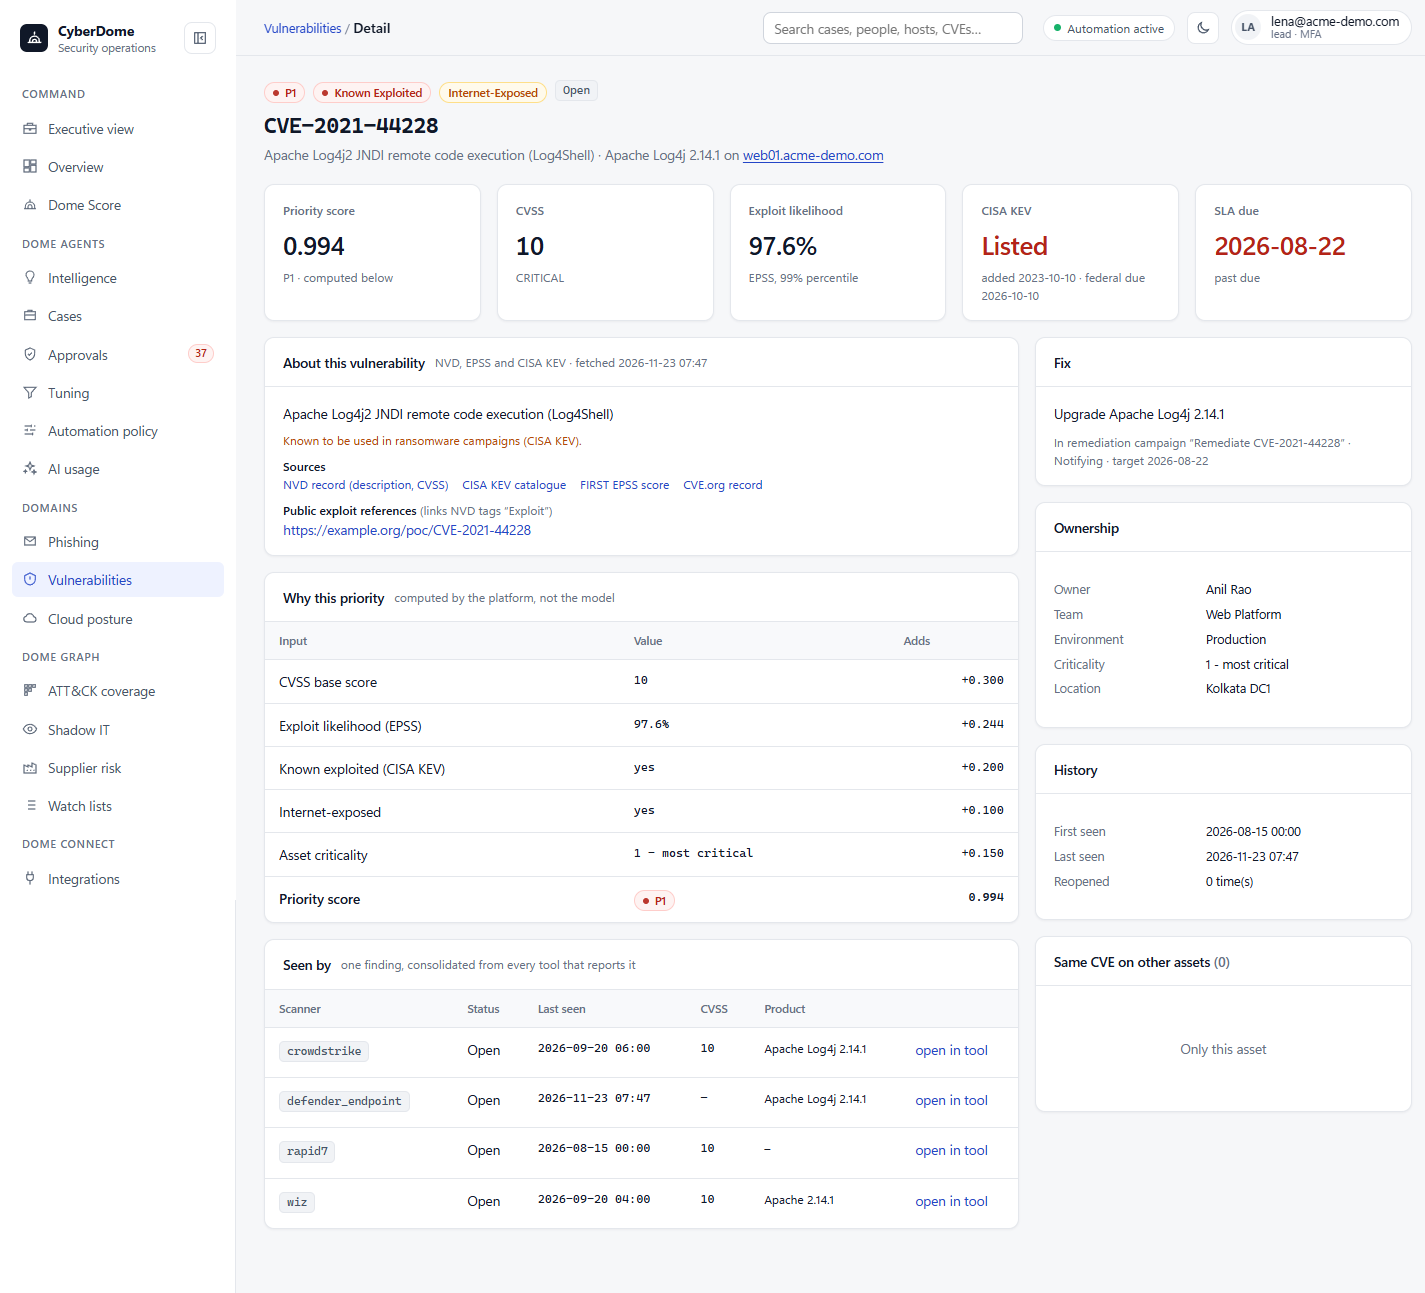 CyberDome
Security operations
COMMAND
Executive view
Overview
Dome Score
DOME AGENTS
Intelligence
Cases
Approvals 37
Tuning
Automation policy
AI usage
DOMAINS
Phishing
Vulnerabilities
Cloud posture
DOME GRAPH
ATT&CK coverage
Shadow IT
Supplier risk
Watch lists
DOME CONNECT
Integrations
Vulnerabilities / Detail
Search cases, people, hosts, CVEs...
Automation active
LA
lena@acme-demo.com
lead · MFA
P1 Known Exploited Internet-Exposed Open
CVE-2021-44228
Apache Log4j2 JNDI remote code execution (Log4Shell) · Apache Log4j 2.14.1 on web01.acme-demo.com
Priority score
0.994
P1 · computed below
CVSS
10
CRITICAL
Exploit likelihood
97.6%
EPSS, 99% percentile
CISA KEV
Listed
added 2023-10-10 · federal due
2026-10-10
SLA due
2026-08-22
past due
About this vulnerability NVD, EPSS and CISA KEV · fetched 2026-11-23 07:47
Apache Log4j2 JNDI remote code execution (Log4Shell)
Known to be used in ransomware campaigns (CISA KEV).
Sources
NVD record (description, CVSS) CISA KEV catalogue FIRST EPSS score CVE.org record
Public exploit references (links NVD tags "Exploit")
https://example.org/poc/CVE-2021-44228
Why this priority computed by the platform, not the model
Input Value Adds
CVSS base score 10 +0.300
Exploit likelihood (EPSS) 97.6% +0.244
Known exploited (CISA KEV) yes +0.200
Internet-exposed yes +0.100
Asset criticality 1 - most critical +0.150
Priority score P1 0.994
Seen by one finding, consolidated from every tool that reports it
Scanner Status Last seen CVSS Product
crowdstrike Open 2026-09-20 06:00 10 Apache Log4j 2.14.1 open in tool
defender_endpoint Open 2026-11-23 07:47 – Apache Log4j 2.14.1 open in tool
rapid7 Open 2026-08-15 00:00 10 – open in tool
wiz Open 2026-09-20 04:00 10 Apache 2.14.1 open in tool
Fix
Upgrade Apache Log4j 2.14.1
In remediation campaign "Remediate CVE-2021-44228" ·
Notifying · target 2026-08-22
Ownership
Owner Anil Rao
Team Web Platform
Environment Production
Criticality 1 - most critical
Location Kolkata DC1
History
First seen 2026-08-15 00:00
Last seen 2026-11-23 07:47
Reopened 0 time(s)
Same CVE on other assets (0)
Only this asset